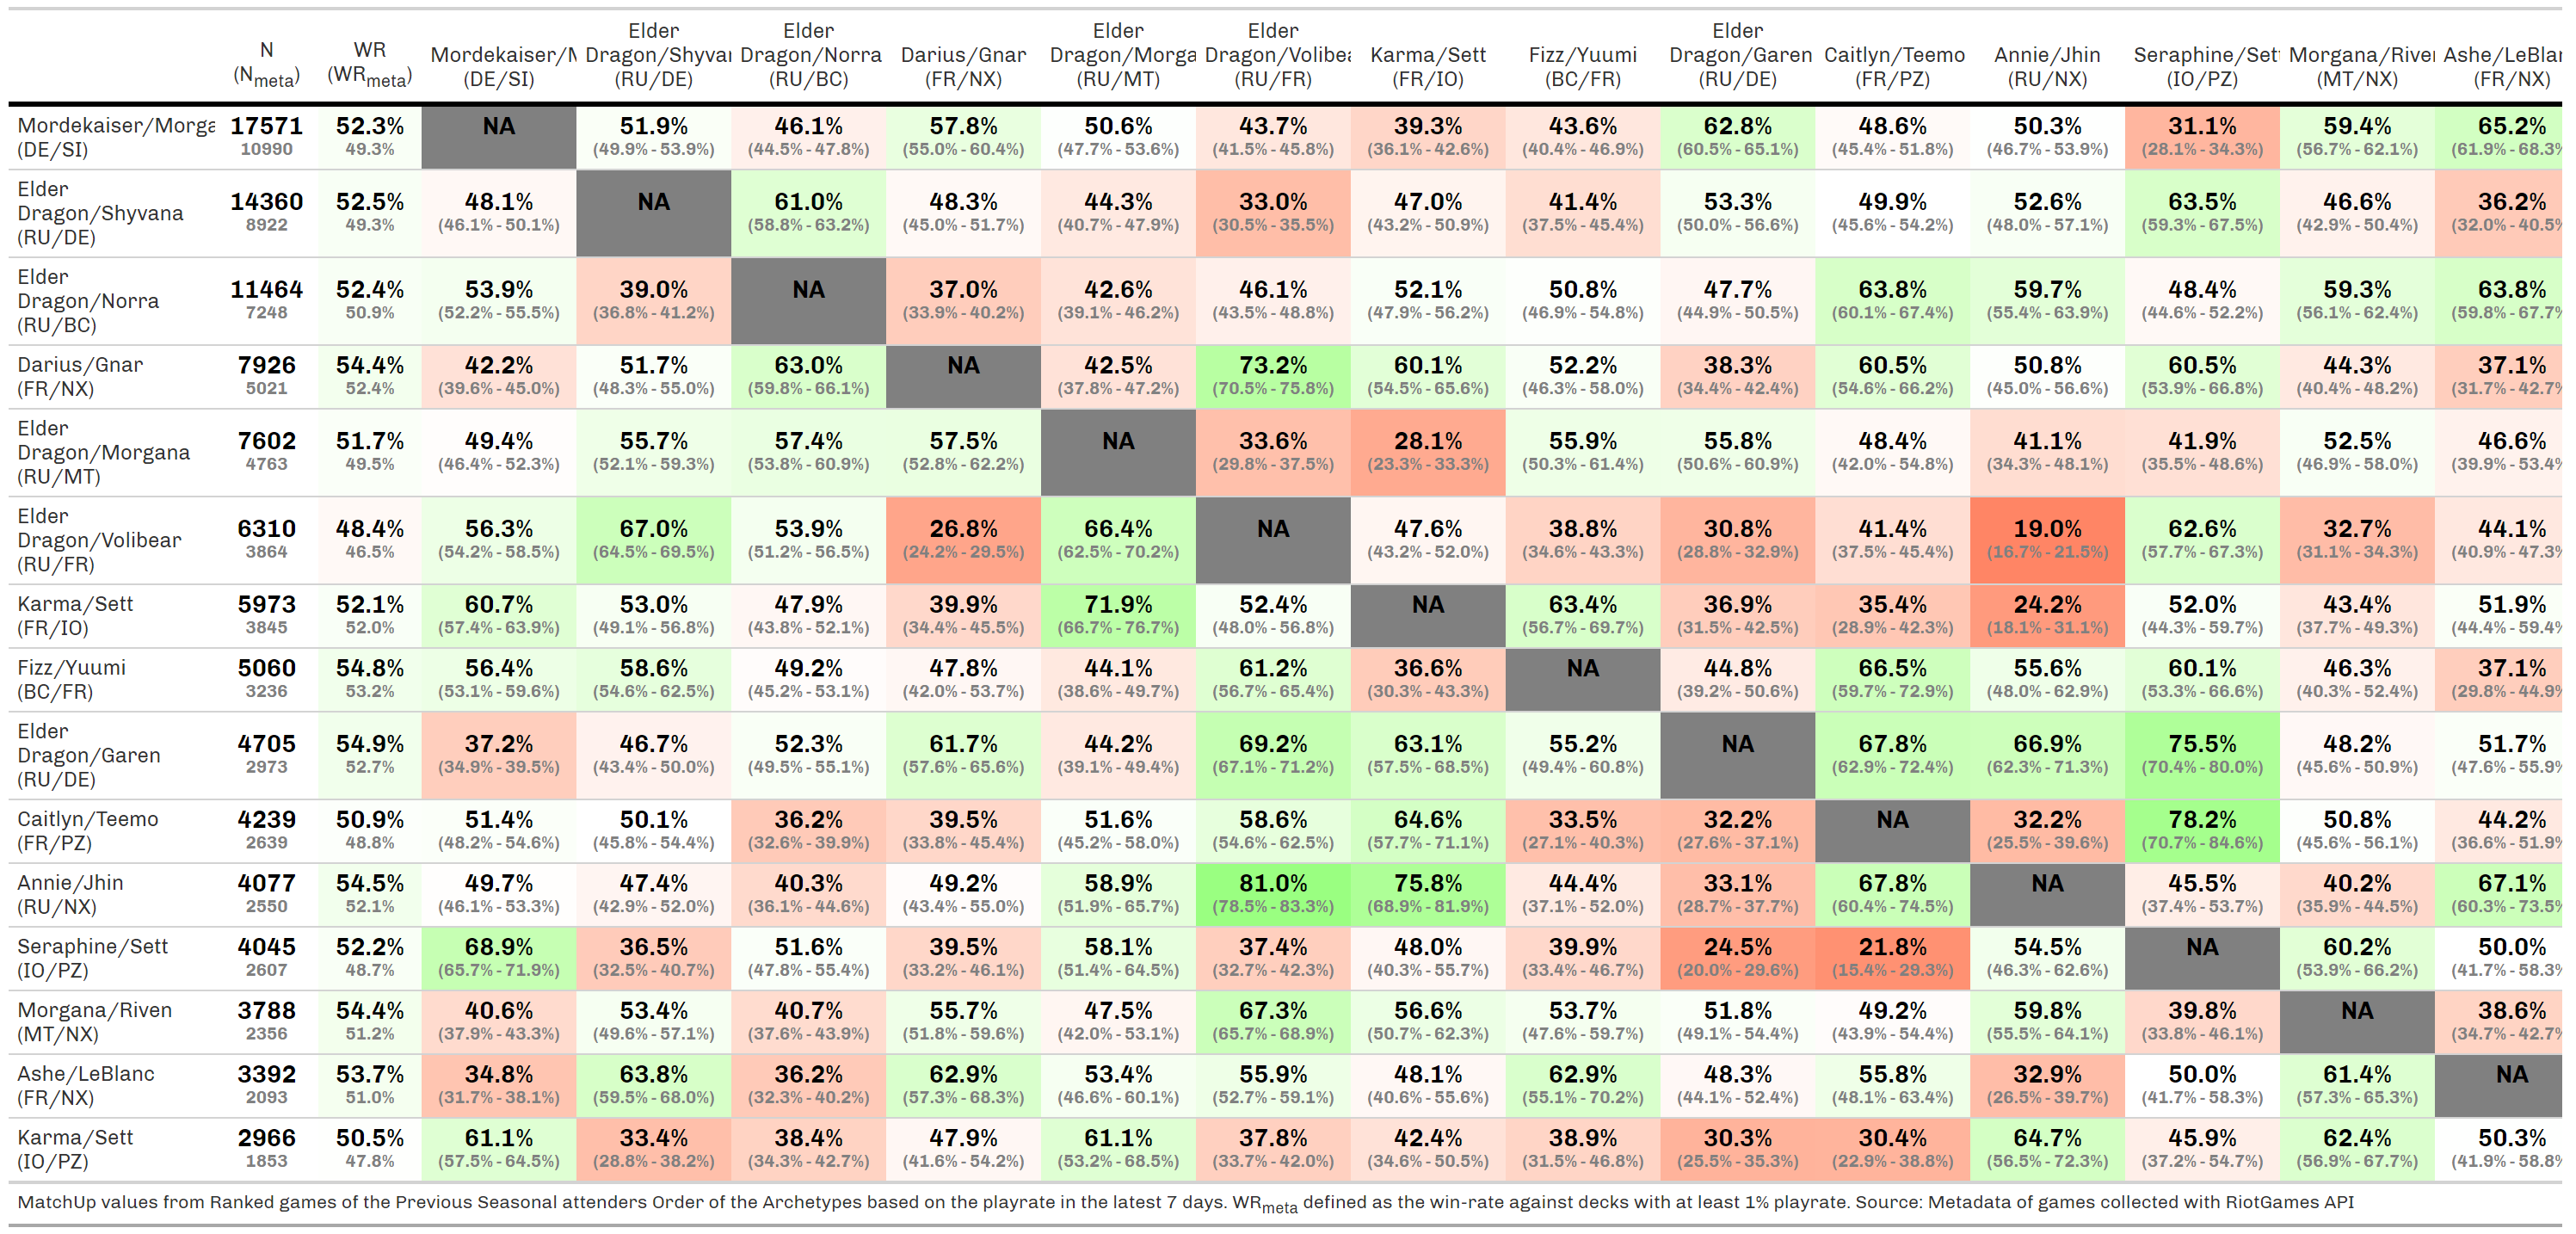 Elder Elder Elder Elder Elder
N WR Mordekaiser/M Dragon/Shyva Dragon/Norra Darius/Gnar Dragon/Morga Dragon/Volibea Karma/Sett Fizz/Yuumi Dragon/Garen Caitlyn/Teemo Annie/Jhin Seraphine/Set Morgana/Rive Ashe/LeBla
(Nmeta) (WRmeta) (DE/SI) (RU/DE) (RU/BC) (FR/NX) (RU/MT) (RU/FR) (FR/IO) (BC/FR) (RU/DE) (FR/PZ) (RU/NX) (IO/PZ) (MT/NX) (FR/NX)
Mordekaiser/Morga 17571 52.3% NA 51.9% 46.1% 57.8% 50.6% 43.7% 39.3% 43.6% 62.8% 48.6% 50.3% 31.1% 59.4% 65.2%
(DE/SI) 10990 49.3% (49.9% - 53.9%) (44.5% - 47.8%) (55.0% - 60.4%) (47.7% - 53.6%) (41.5% - 45.8%) (36.1% - 42.6%) (40.4% - 46.9%) (60.5% - 65.1%) (45.4% - 51.8%) (46.7% - 53.9%) (28.1% - 34.3%) (56.7% - 62.1%) (61.9% - 68.3%
Elder
Dragon/Shyvana 14360 52.5% 48.1% NA 61.0% 48.3% 44.3% 33.0% 47.0% 41.4% 53.3% 49.9% 52.6% 63.5% 46.6% 36.2%
(RU/DE) 8922 49.3% (46.1% - 50.1%) (58.8% - 63.2%) (45.0% - 51.7%) (40.7% - 47.9%) (30.5% - 35.5%) (43.2% - 50.9%) (37.5% - 45.4%) (50.0% - 56.6%) (45.6% - 54.2%) (48.0% - 57.1%) (59.3% - 67.5%) (42.9% - 50.4%) (32.0% - 40.5%
Elder
Dragon/Norra 11464 52.4% 53.9% 39.0% NA 37.0% 42.6% 46.1% 52.1% 50.8% 47.7% 63.8% 59.7% 48.4% 59.3% 63.8%
(RU/BC) 7248 50.9% (52.2% - 55.5%) (36.8% - 41.2%) (33.9% - 40.2%) (39.1% - 46.2%) (43.5% - 48.8%) (47.9% - 56.2%) (46.9% - 54.8%) (44.9% - 50.5%) (60.1% - 67.4%) (55.4% - 63.9%) (44.6% - 52.2%) (56.1% - 62.4%) (59.8% - 67.7%
Darius/Gnar 7926 54.4% 42.2% 51.7% 63.0% NA 42.5% 73.2% 60.1% 52.2% 38.3% 60.5% 50.8% 60.5% 44.3% 37.1%
(FR/NX) 5021 52.4% (39.6% - 45.0%) (48.3% - 55.0%) (59.8% - 66.1%) (37.8% - 47.2%) (70.5% - 75.8%) (54.5% - 65.6%) (46.3% - 58.0%) (34.4% - 42.4%) (54.6% - 66.2%) (45.0% - 56.6%) (53.9% - 66.8%) (40.4% - 48.2%) (31.7% - 42.7%
Elder
Dragon/Morgana 7602 51.7% 49.4% 55.7% 57.4% 57.5% NA 33.6% 28.1% 55.9% 55.8% 48.4% 41.1% 41.9% 52.5% 46.6%
(RU/MT) 4763 49.5% (46.4% - 52.3%) (52.1% - 59.3%) (53.8% - 60.9%) (52.8% - 62.2%) (29.8% - 37.5%) (23.3% - 33.3%) (50.3% - 61.4%) (50.6% - 60.9%) (42.0% - 54.8%) (34.3% - 48.1%) (35.5% - 48.6%) (46.9% - 58.0%) (39.9% - 53.4%
Elder
Dragon/Volibear 6310 48.4% 56.3% 67.0% 53.9% 26.8% 66.4% NA 47.6% 38.8% 30.8% 41.4% 19.0% 62.6% 32.7% 44.1%
(RU/FR) 3864 46.5% (54.2% - 58.5%) (64.5% - 69.5%) (51.2% - 56.5%) (24.2% - 29.5%) (62.5% - 70.2%) (43.2% - 52.0%) (34.6% - 43.3%) (28.8% - 32.9%) (37.5% - 45.4%) (16.7% - 21.5%) (57.7% - 67.3%) (31.1% - 34.3%) (40.9% - 47.3%
Karma/Sett 5973 52.1% 60.7% 53.0% 47.9% 39.9% 71.9% 52.4% NA 63.4% 36.9% 35.4% 24.2% 52.0% 43.4% 51.9%
(FR/IO) 3845 52.0% (57.4% - 63.9%) (49.1% - 56.8%) (43.8% - 52.1%) (34.4% - 45.5%) (66.7% - 76.7%) (48.0% - 56.8%) (56.7% - 69.7%) (31.5% - 42.5%) (28.9% - 42.3%) (18.1% - 31.1%) (44.3% - 59.7%) (37.7% - 49.3%) (44.4% - 59.4%
Fizz/Yuumi 5060 54.8% 56.4% 58.6% 49.2% 47.8% 44.1% 61.2% 36.6% NA 44.8% 66.5% 55.6% 60.1% 46.3% 37.1%
(BC/FR) 3236 53.2% (53.1% - 59.6%) (54.6% - 62.5%) (45.2% - 53.1%) (42.0% - 53.7%) (38.6% - 49.7%) (56.7% - 65.4%) (30.3% - 43.3%) (39.2% - 50.6%) (59.7% - 72.9%) (48.0% - 62.9%) (53.3% - 66.6%) (40.3% - 52.4%) (29.8% - 44.9%
Elder
Dragon/Garen 4705 54.9% 37.2% 46.7% 52.3% 61.7% 44.2% 69.2% 63.1% 55.2% NA 67.8% 66.9% 75.5% 48.2% 51.7%
(RU/DE) 2973 52.7% (34.9% - 39.5%) (43.4% - 50.0%) (49.5% - 55.1%) (57.6% - 65.6%) (39.1% - 49.4%) (67.1% - 71.2%) (57.5% - 68.5%) (49.4% - 60.8%) (62.9% - 72.4%) (62.3% - 71.3%) (70.4% - 80.0%) (45.6% - 50.9%) (47.6% - 55.9%
Caitlyn/Teemo 4239 50.9% 51.4% 50.1% 36.2% 39.5% 51.6% 58.6% 64.6% 33.5% 32.2% NA 32.2% 78.2% 50.8% 44.2%
(FR/PZ) 2639 48.8% (48.2% - 54.6%) (45.8% - 54.4%) (32.6% - 39.9%) (33.8% - 45.4%) (45.2% - 58.0%) (54.6% - 62.5%) (57.7% - 71.1%) (27.1% - 40.3%) (27.6% - 37.1%) (25.5% - 39.6%) (70.7% - 84.6%) (45.6% - 56.1%) (36.6% - 51.9%
Annie/Jhin 4077 54.5% 49.7% 47.4% 40.3% 49.2% 58.9% 81.0% 75.8% 44.4% 33.1% 67.8% NA 45.5% 40.2% 67.1%
(RU/NX) 2550 52.1% (46.1% - 53.3%) (42.9% - 52.0%) (36.1% - 44.6%) (43.4% - 55.0%) (51.9% - 65.7%) (78.5% - 83.3%) (68.9% - 81.9%) (37.1% - 52.0%) (28.7% - 37.7%) (60.4% - 74.5%) (37.4% - 53.7%) (35.9% - 44.5%) (60.3% - 73.5%
Seraphine/Sett 4045 52.2% 68.9% 36.5% 51.6% 39.5% 58.1% 37.4% 48.0% 39.9% 24.5% 21.8% 54.5% NA 60.2% 50.0%
(IO/PZ) 2607 48.7% (65.7% - 71.9%) (32.5% - 40.7%) (47.8% - 55.4%) (33.2% - 46.1%) (51.4% - 64.5%) (32.7% - 42.3%) (40.3% - 55.7%) (33.4% - 46.7%) (20.0% - 29.6%) (15.4% - 29.3%) (46.3% - 62.6%) (53.9% - 66.2%) (41.7% - 58.3%
Morgana/Riven 3788 54.4% 40.6% 53.4% 40.7% 55.7% 47.5% 67.3% 56.6% 53.7% 51.8% 49.2% 59.8% 39.8% NA 38.6%
(MT/NX) 2356 51.2% (37.9% - 43.3%) (49.6% - 57.1%) (37.6% - 43.9%) (51.8% - 59.6%) (42.0% - 53.1%) (65.7% - 68.9%) (50.7% - 62.3%) (47.6% - 59.7%) (49.1% - 54.4%) (43.9% - 54.4%) (55.5% - 64.1%) (33.8% - 46.1%) (34.7% - 42.7%
Ashe/LeBlanc 3392 53.7% 34.8% 63.8% 36.2% 62.9% 53.4% 55.9% 48.1% 62.9% 48.3% 55.8% 32.9% 50.0% 61.4% NA
(FR/NX) 2093 51.0% (31.7% - 38.1%) (59.5% - 68.0%) (32.3% - 40.2%) (57.3% - 68.3%) (46.6% - 60.1%) (52.7% - 59.1%) (40.6% - 55.6%) (55.1% - 70.2%) (44.1% - 52.4%) (48.1% - 63.4%) (26.5% - 39.7%) (41.7% - 58.3%) (57.3% - 65.3%)
Karma/Sett 2966 50.5% 61.1% 33.4% 38.4% 47.9% 61.1% 37.8% 42.4% 38.9% 30.3% 30.4% 64.7% 45.9% 62.4% 50.3%
(IO/PZ) 1853 47.8% (57.5% - 64.5%) (28.8% - 38.2%) (34.3% - 42.7%) (41.6% - 54.2%) (53.2% - 68.5%) (33.7% - 42.0%) (34.6% - 50.5%) (31.5% - 46.8%) (25.5% - 35.3%) (22.9% - 38.8%) (56.5% - 72.3%) (37.2% - 54.7%) (56.9% - 67.7%) (41.9% - 58.8%
MatchUp values from Ranked games of the Previous Seasonal attenders Order of the Archetypes based on the playrate in the latest 7 days. WRmeta defined as the win-rate against decks with at least 1% playrate. Source: Metadata of games collected with RiotGames API